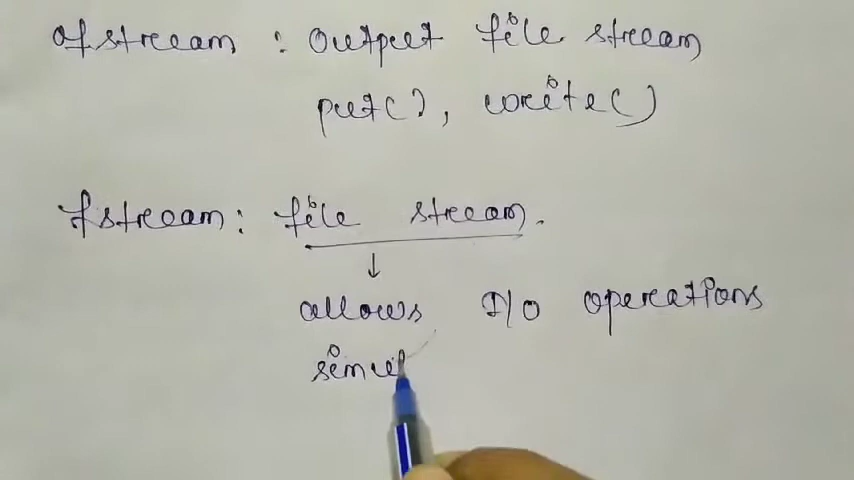 ofstream : Output file stream
put(), write()
fstream: file stream.
allows I/O operations
simul